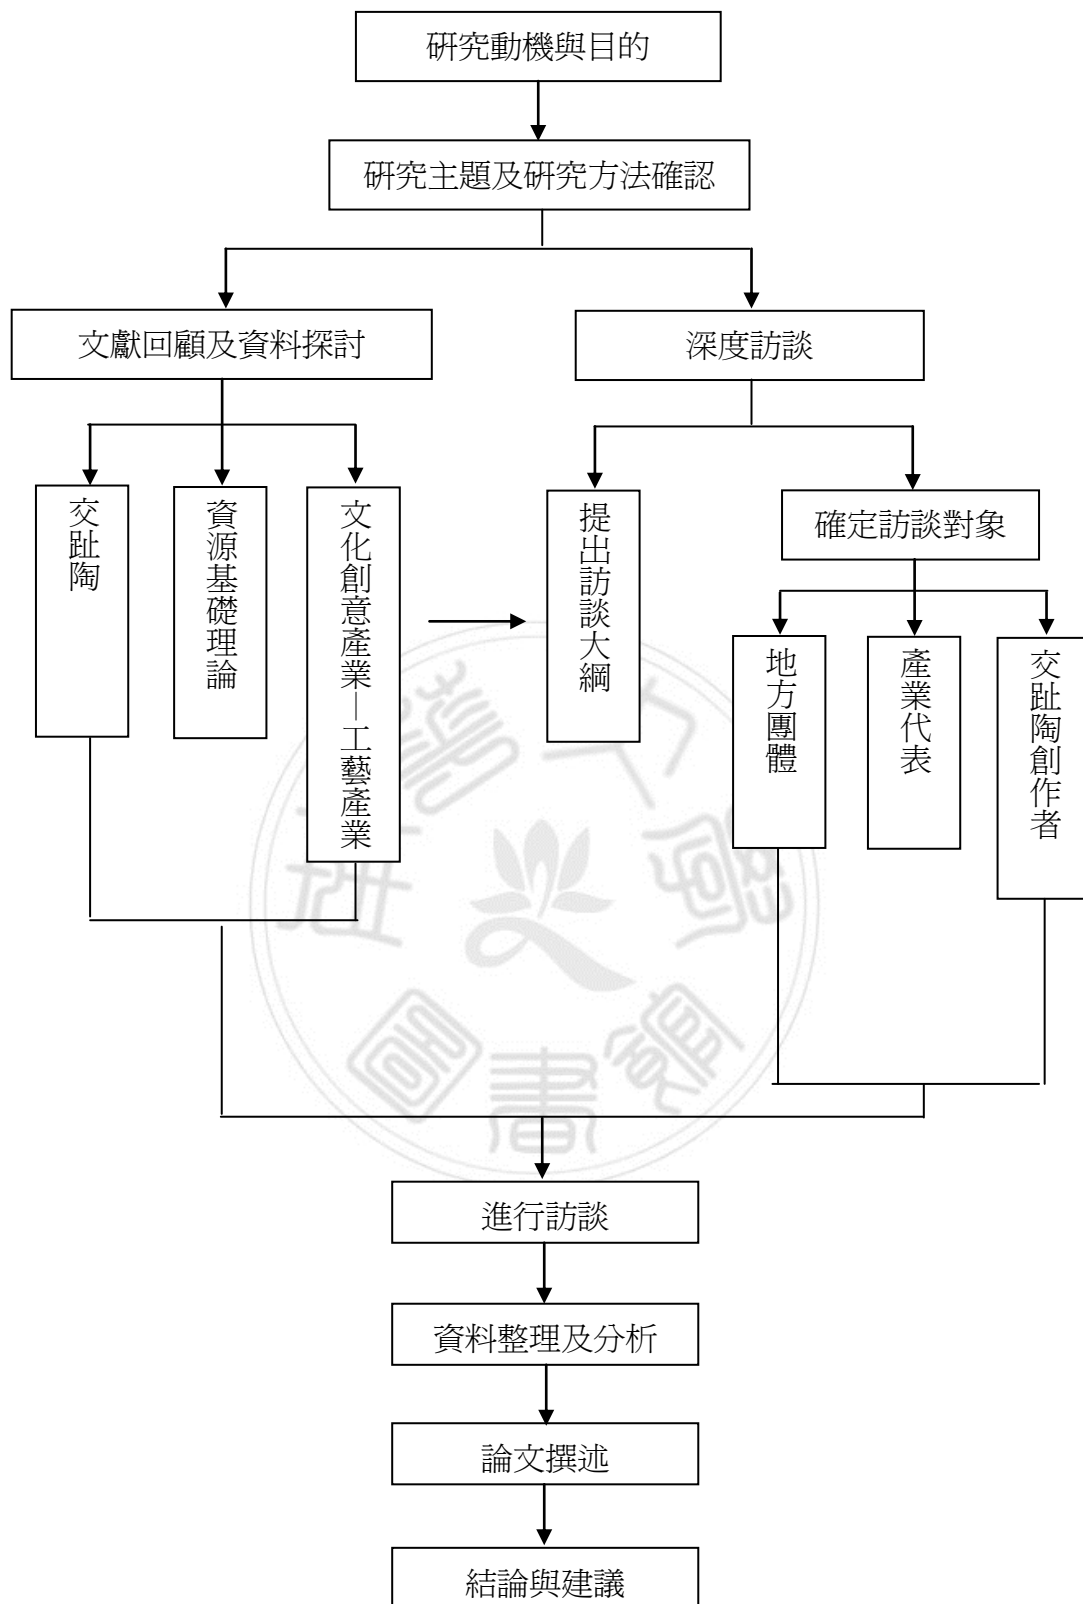 研究動機與目的
研究主題及研究方法確認
文獻回顧及資料探討
深度訪談
交趾陶
資源基礎理論
文化創意產業—工藝產業
提出訪談大綱
確定訪談對象
地方團體
產業代表
交趾陶創作者
進行訪談
資料整理及分析
論文撰述
結論與建議